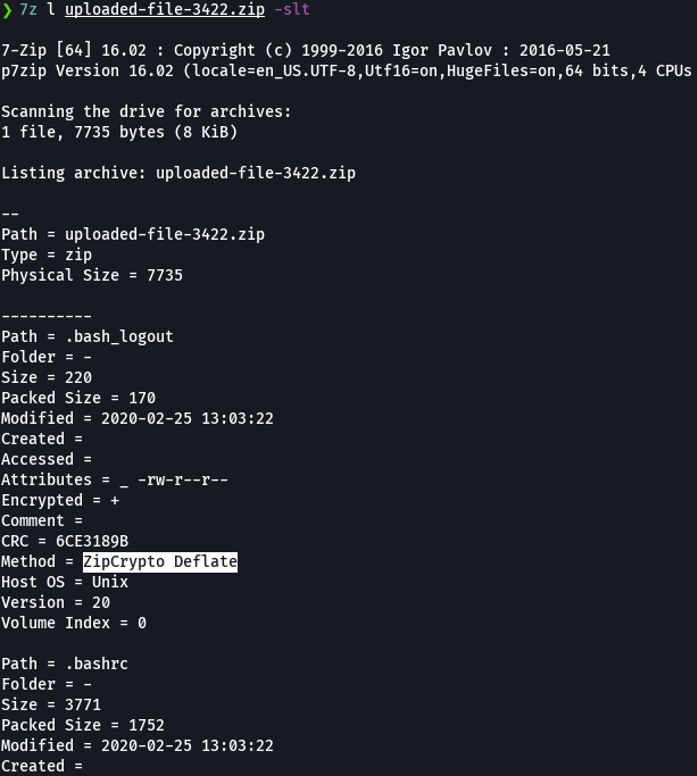 ❯ 7z l uploaded-file-3422.zip -slt
7-Zip [64] 16.02 : Copyright (c) 1999-2016 Igor Pavlov : 2016-05-21
p7zip Version 16.02 (locale=en_US.UTF-8,Utf16=on,HugeFiles=on,64 bits,4 CPUs
Scanning the drive for archives:
1 file, 7735 bytes (8 KiB)
Listing archive: uploaded-file-3422.zip
--
Path = uploaded-file-3422.zip
Type = zip
Physical Size = 7735
----------
Path = .bash_logout
Folder = -
Size = 220
Packed Size = 170
Modified = 2020-02-25 13:03:22
Created =
Accessed =
Attributes = _ -rw-r--r--
Encrypted = +
Comment =
CRC = 6CE3189B
Method = ZipCrypto Deflate
Host OS = Unix
Version = 20
Volume Index = 0
Path = .bashrc
Folder = -
Size = 3771
Packed Size = 1752
Modified = 2020-02-25 13:03:22
Created =